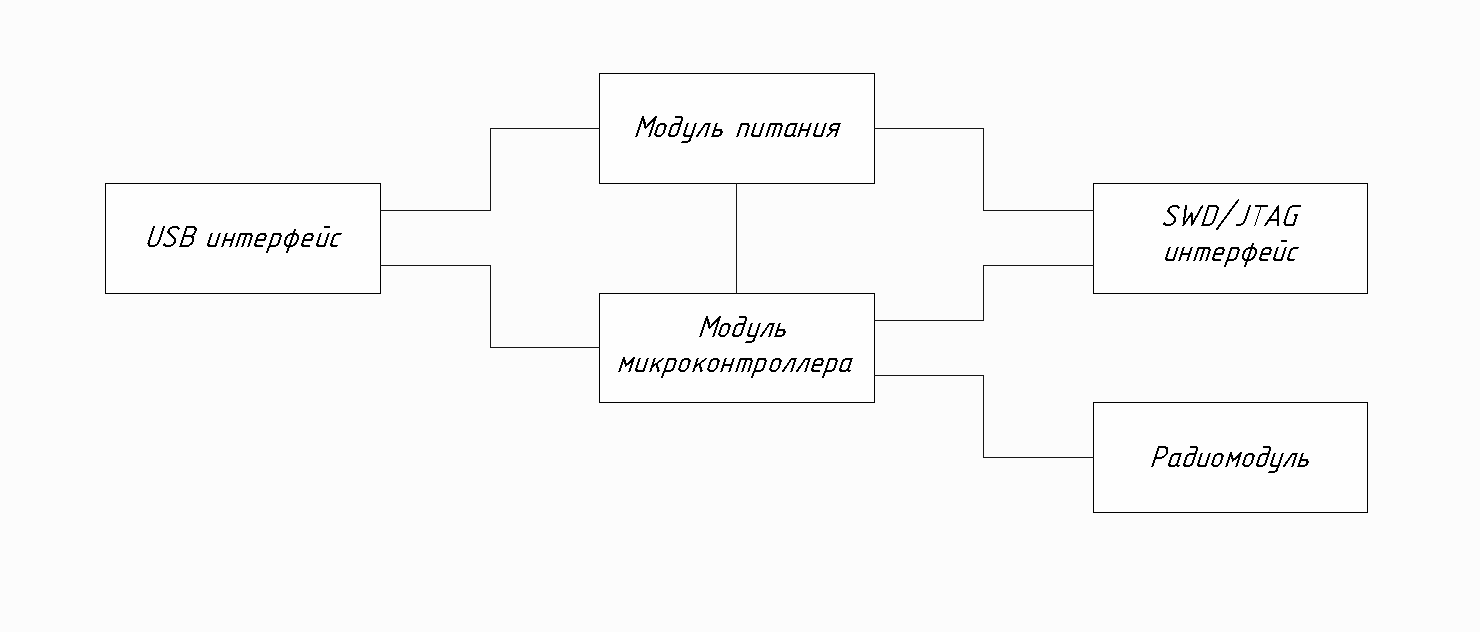 Модуль питания
USB интерфейс
SWD/JTAG
интерфейс
Модуль
микроконтроллера
Радиомодуль